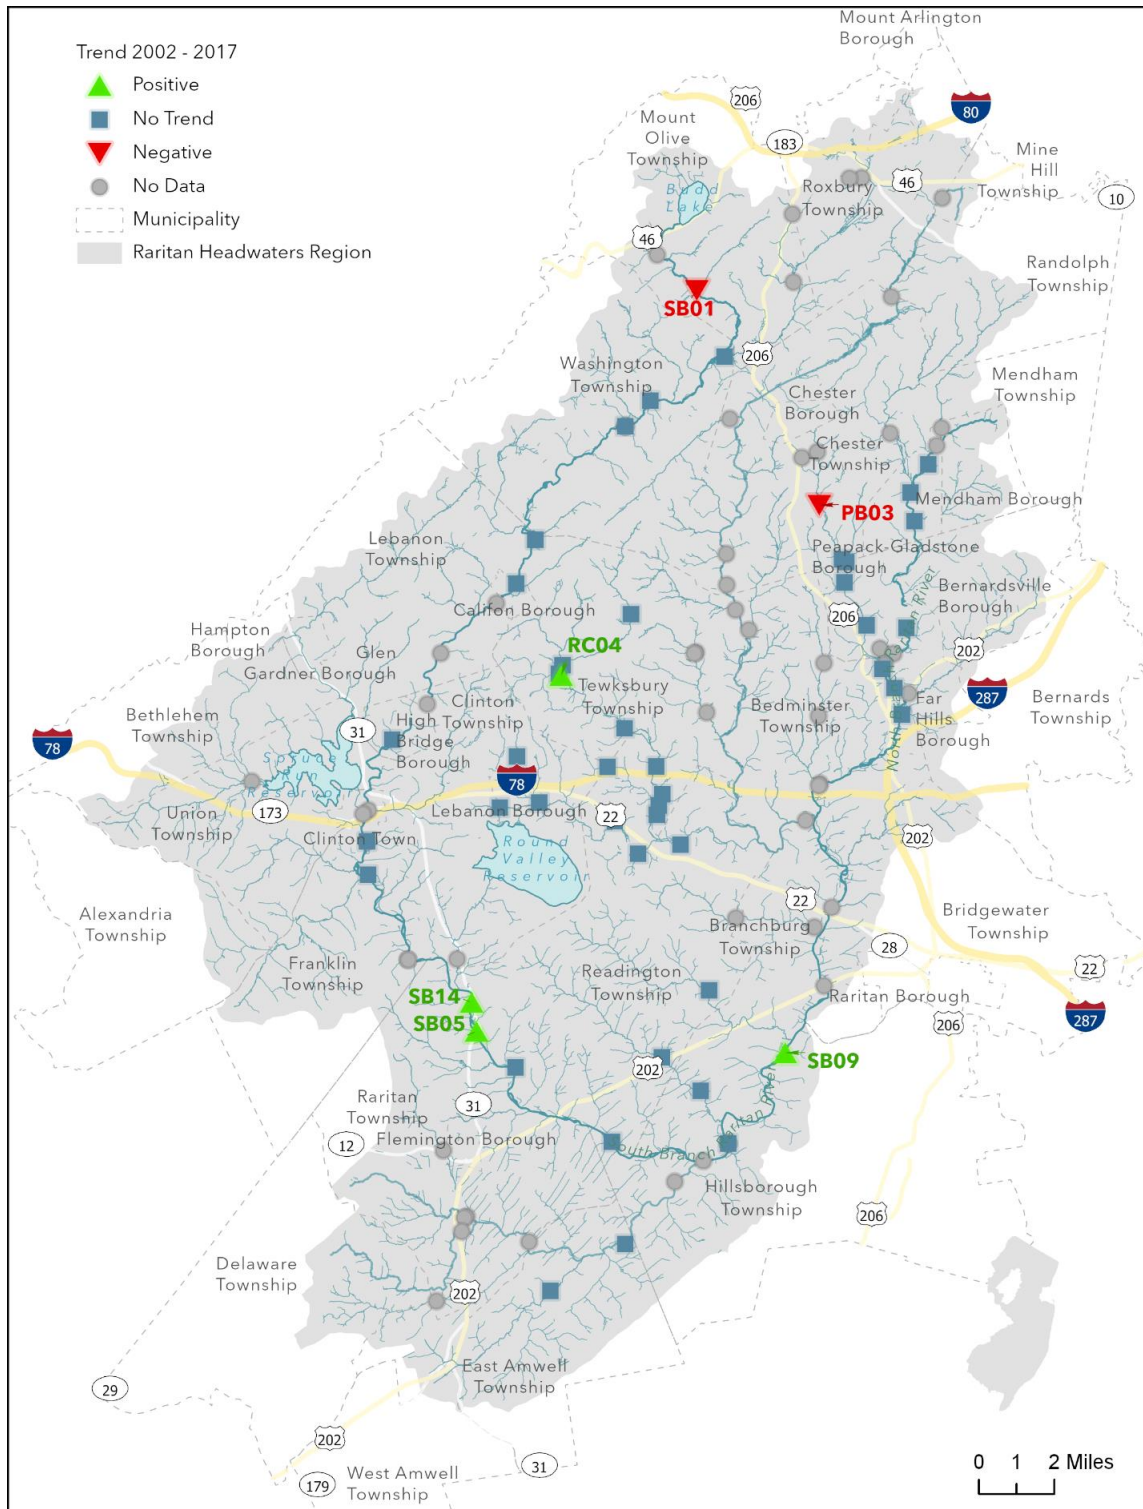 Mount Arlington
Borough
Trend 2002 - 2017
Positive
No Trend
Negative
No Data
Municipality
Raritan Headwaters Region
206
80
Mount
Olive
Township
183
Mine
Hill
Township
Roxbury
Township
46
10
Budd
Lake
46
Randolph
Township
SB01
206
Washington
Township
Mendham
Township
Chester
Borough
Chester
Township
Mendham Borough
PB03
Lebanon
Township
Peapack-Gladstone
Borough
Bernardsville
Borough
Califon Borough
206
Hampton
Borough
RC04
Glen
Gardner Borough
202
Tewksbury
Township
287
Bernards
Township
Clinton
Township
Bedminster
Township
Far
Hills
Borough
Bethlehem
Township
High
Bridge
Borough
31
78
Spruce
Run
Reservoir
78
173
Union
Township
Lebanon Borough
22
202
Clinton Town
Round
Valley
Reservoir
22
Alexandria
Township
Bridgewater
Township
Branchburg
Township
28
Franklin
Township
Readington
Township
22
SB14
Raritan Borough
287
SB05
206
SB09
202
Raritan
Township
31
South Branch Raritan River
12
Flemington Borough
Hillsborough
Township
206
Delaware
Township
202
East Amwell
Township
29
202
31
0 1 2 Miles
179
West Amwell
Township